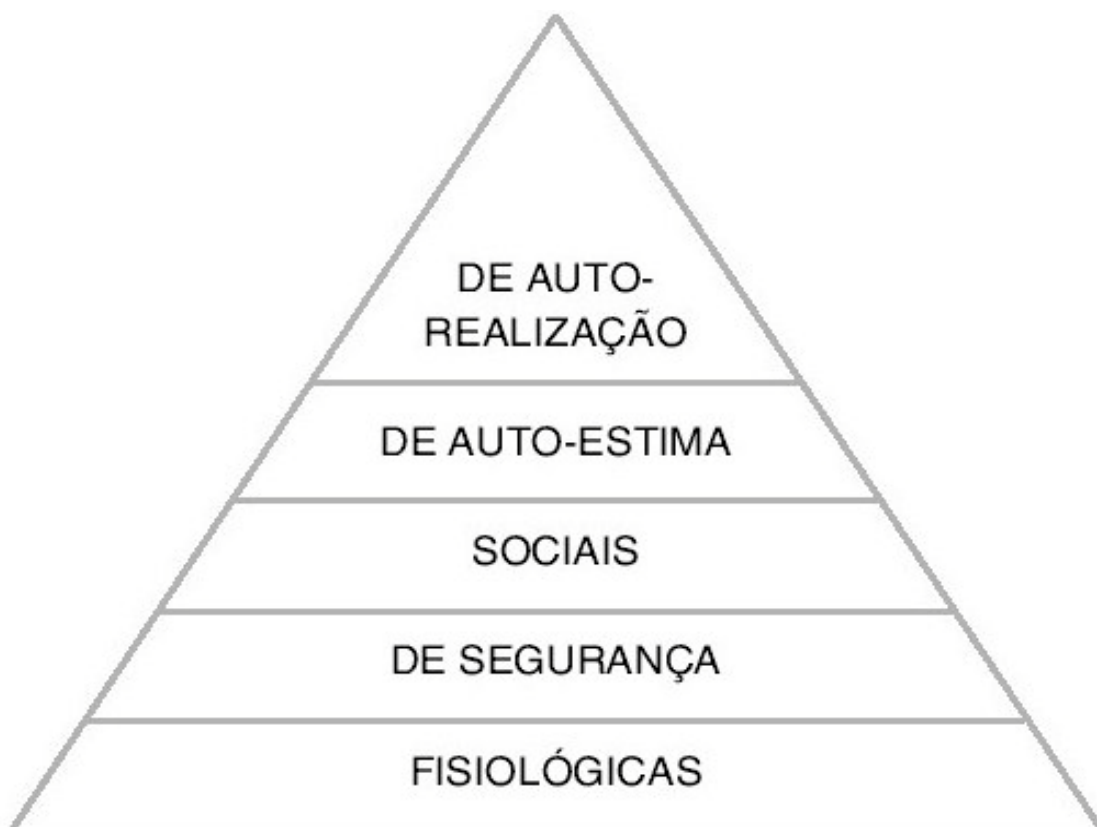 DE AUTO-
REALIZAÇÃO
DE AUTO-ESTIMA
SOCIAIS
DE SEGURANÇA
FISIOLÓGICAS